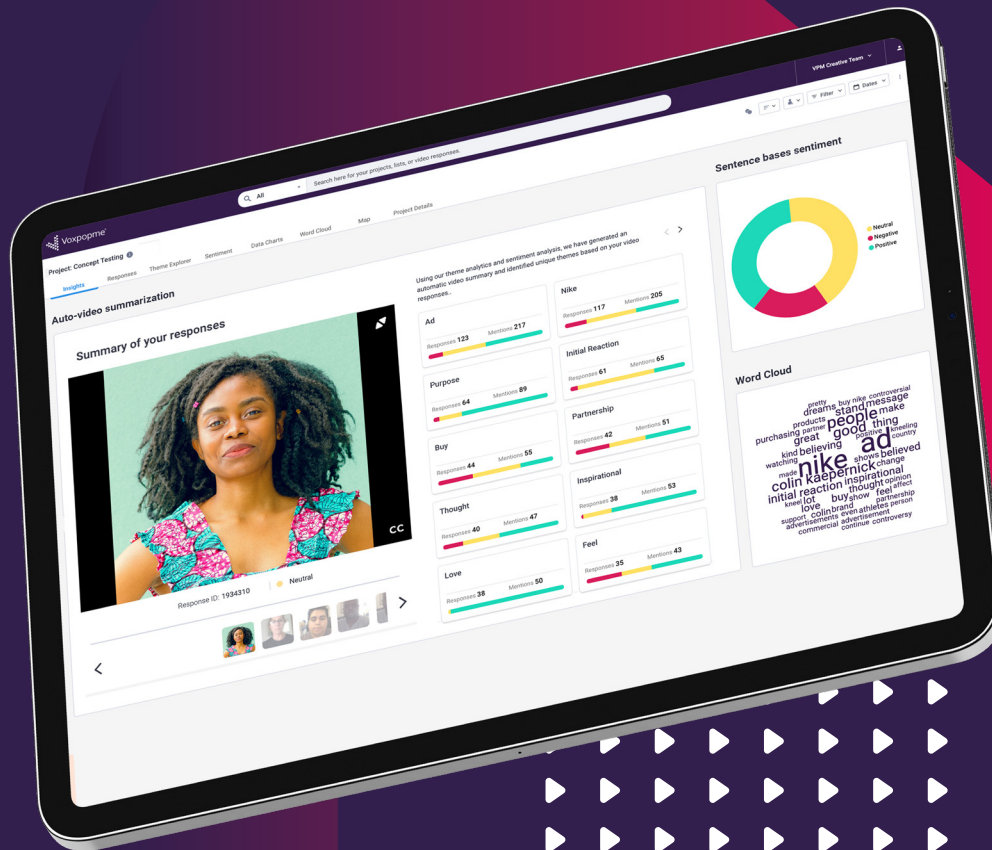 VPM Creative Team
All
Search here for your projects, lists, or video responses.
Filter
Dates
Voxpopme
Project: Concept Testing
Insights
Responses
Theme Explorer
Sentiment
Data Charts
Word Cloud
Map
Project Details
Auto-video summarization
Summary of your responses
CC
Response ID: 1934310
Neutral
Using our theme analytics and sentiment analysis, we have generated an
automatic video summary and identified unique themes based on your video
responses..
Ad
Responses 123 Mentions 217
Nike
Responses 117 Mentions 205
Purpose
Responses 64 Mentions 89
Initial Reaction
Responses 61 Mentions 65
Buy
Responses 44 Mentions 55
Partnership
Responses 42 Mentions 51
Thought
Responses 40 Mentions 47
Inspirational
Responses 38 Mentions 53
Love
Responses 38 Mentions 50
Feel
Responses 35 Mentions 43
Sentence bases sentiment
Neutral
Negative
Positive
Word Cloud
pretty
dreams buy nike controversial
products stand message
purchasing partner people make
great good thing
kind believing positive kneeling
watching country
made nike ad shows believed
colin kaepernick change
initial reaction inspirational
kneel lot buy thought opinion
love show feel affect
support colin brand partnership
advertisements even athletes person
commercial advertisement
continue controversy